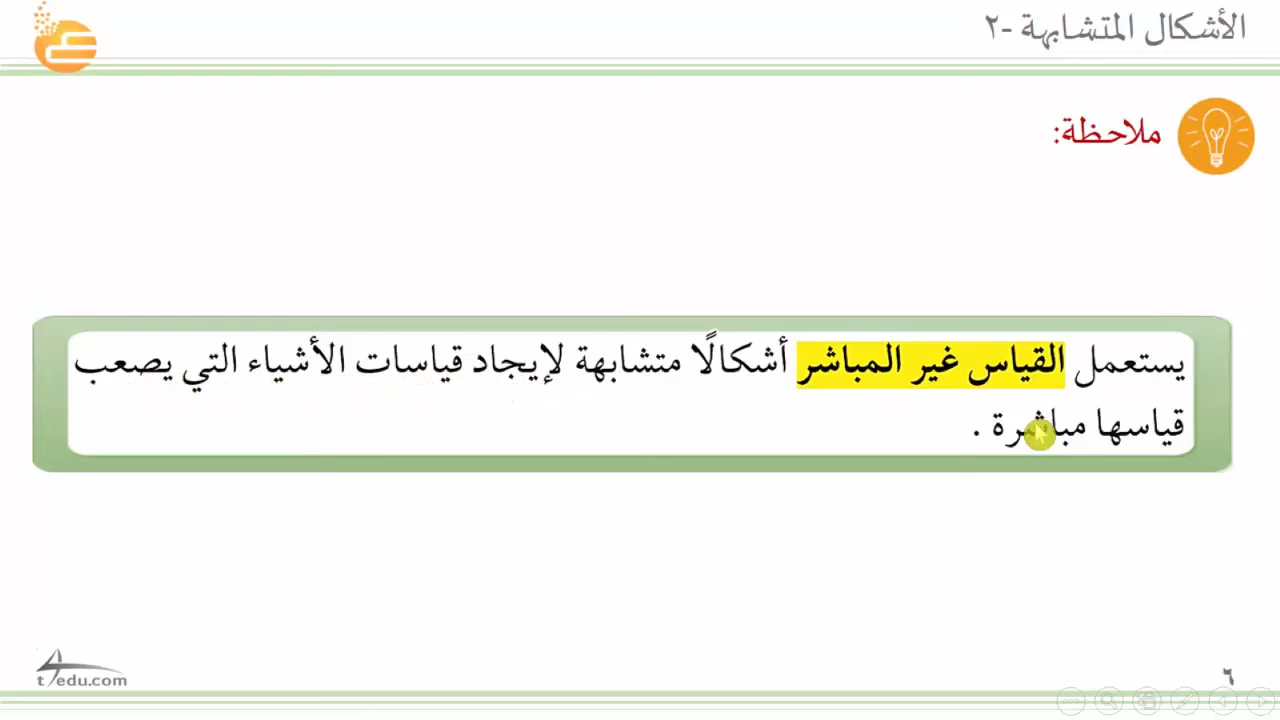 الأشكال المتشابهة -٢
ملاحظة:
يستعمل القياس غير المباشر أشكالًا متشابهة لإيجاد قياسات الأشياء التي يصعب
قياسها مباشرة .
t4edu.com
٦